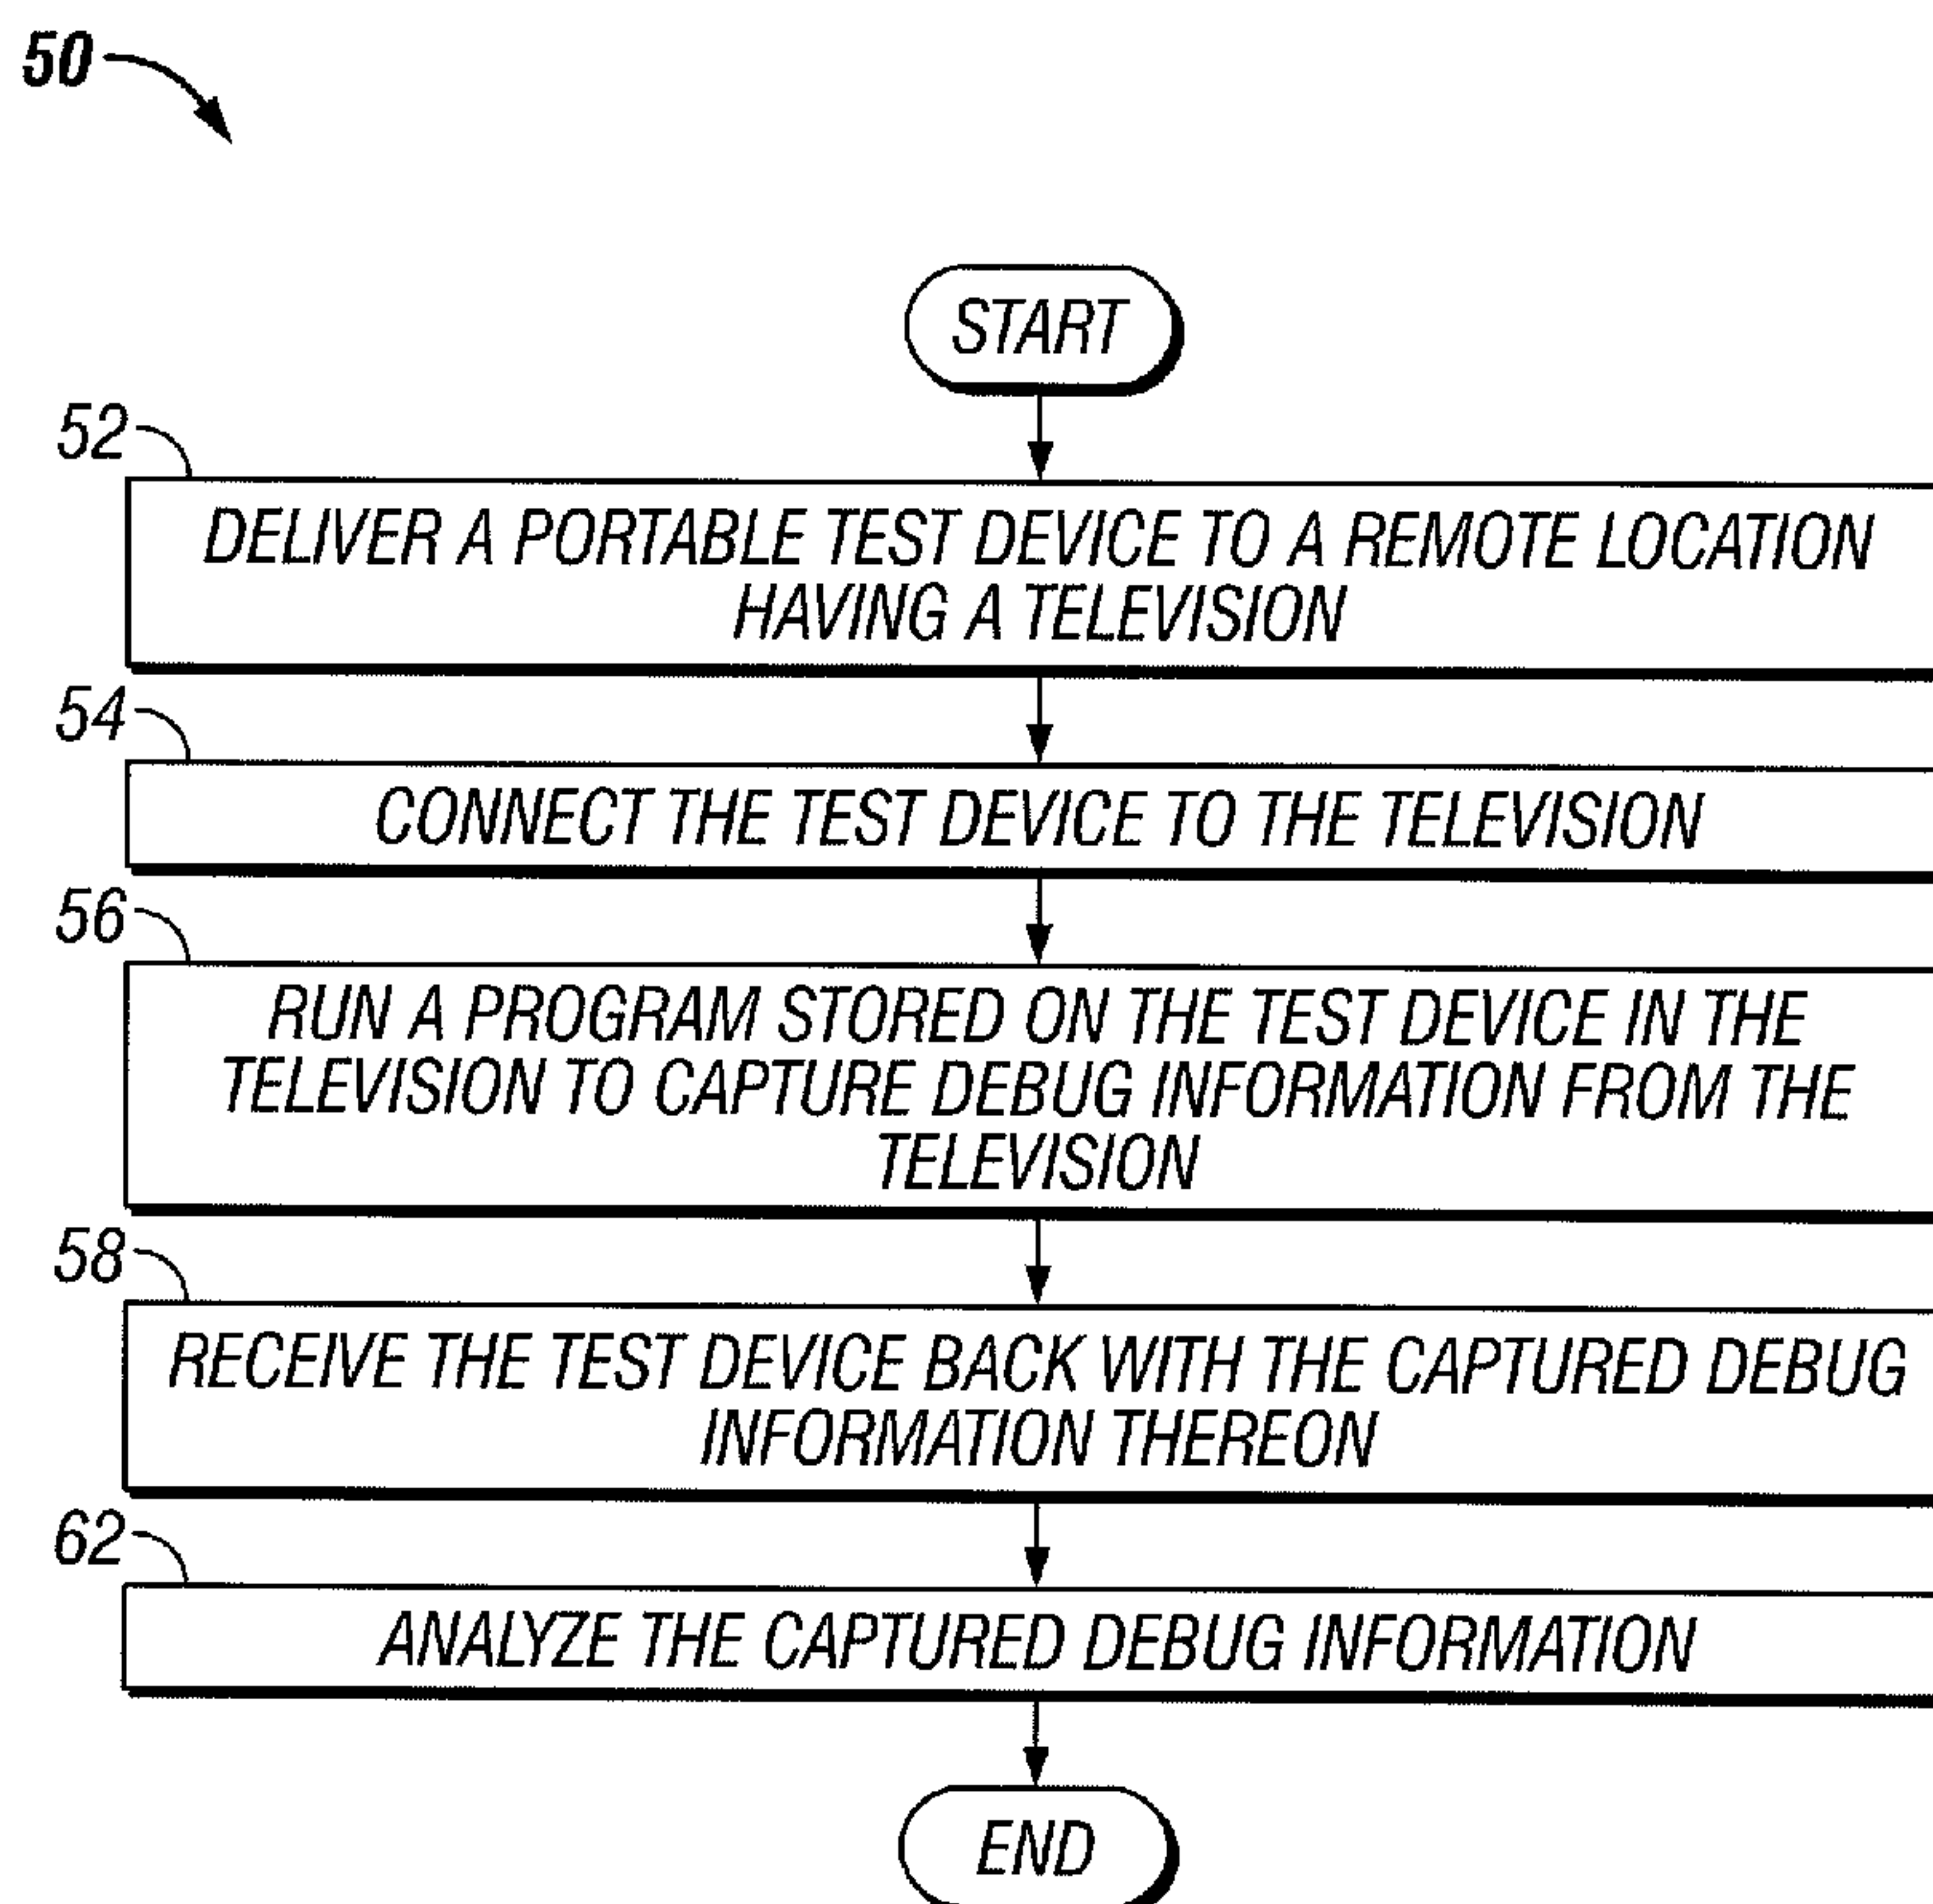 50
START
52
DELIVER A PORTABLE TEST DEVICE TO A REMOTE LOCATION
HAVING A TELEVISION
54
CONNECT THE TEST DEVICE TO THE TELEVISION
56
RUN A PROGRAM STORED ON THE TEST DEVICE IN THE
TELEVISION TO CAPTURE DEBUG INFORMATION FROM THE
TELEVISION
58
RECEIVE THE TEST DEVICE BACK WITH THE CAPTURED DEBUG
INFORMATION THEREON
62
ANALYZE THE CAPTURED DEBUG INFORMATION
END